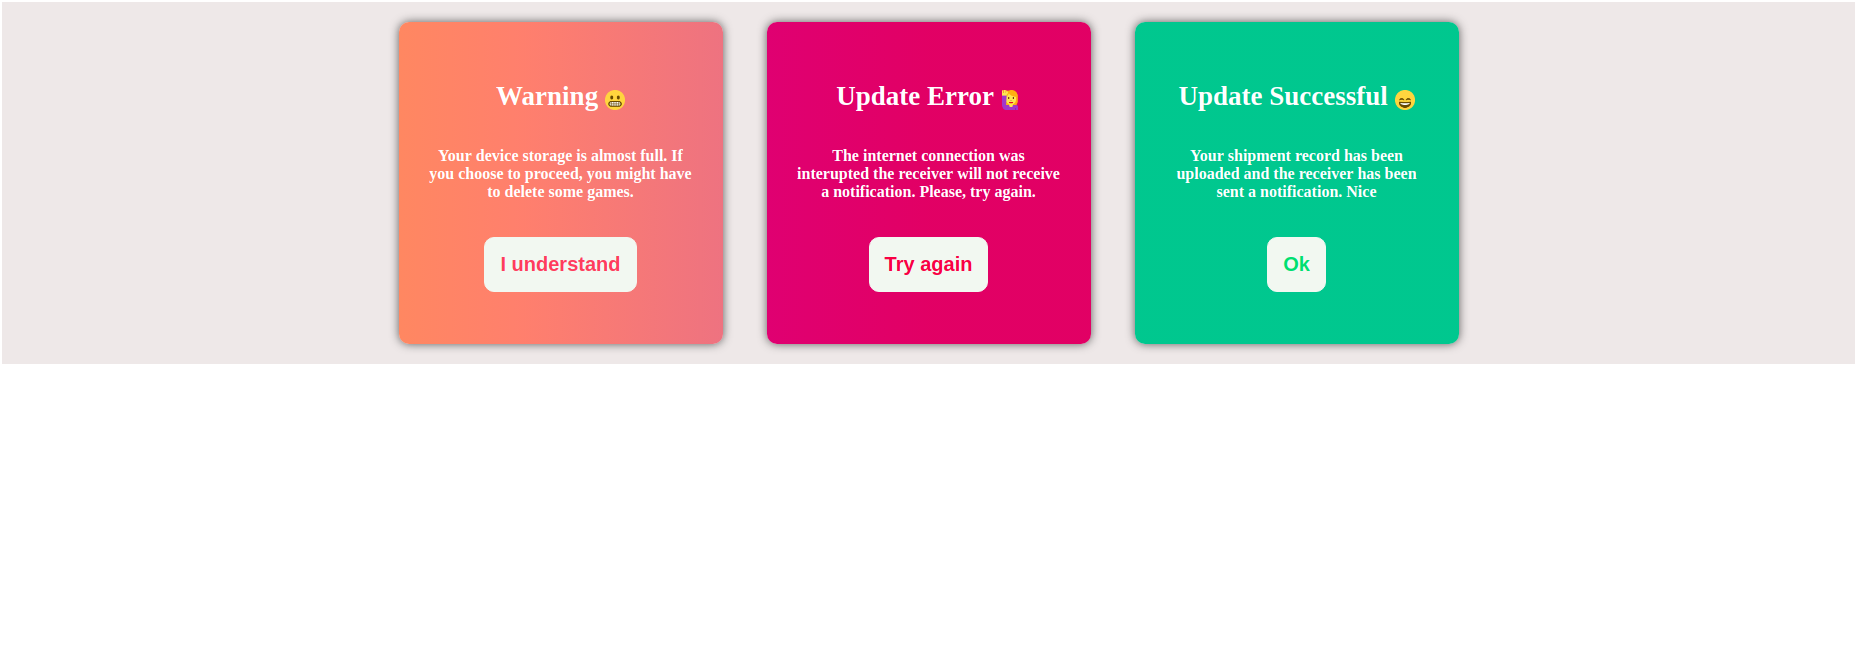 Warning 😬
Your device storage is almost full. If
you choose to proceed, you might have
to delete some games.
I understand
Update Error 🙋‍♀️
The internet connection was
interupted the receiver will not receive
a notification. Please, try again.
Try again
Update Successful 😄
Your shipment record has been
uploaded and the receiver has been
sent a notification. Nice
Ok